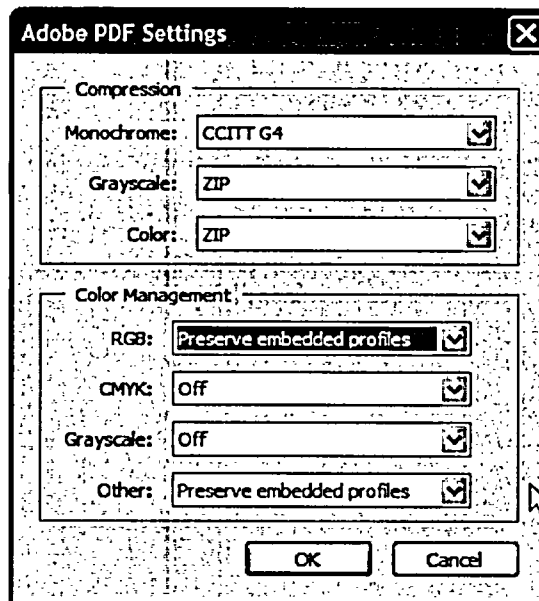 Adobe PDF Settings
Compression
Monochrome: CCITT G4
Grayscale: ZIP
Color: ZIP
Color Management
RGB: Preserve embedded profiles
CMYK: Off
Grayscale: Off
Other: Preserve embedded profiles
OK Cancel